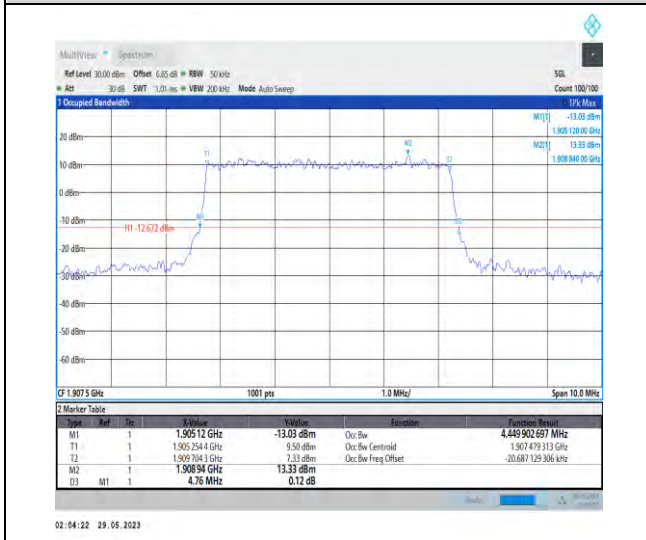 MultiView Spectrum
Ref Level 30.00 dBm Offset 6.65 dB RBW 50 kHz SGL
Att 30 dB SWT 1.01 ms VBW 200 kHz Mode Auto Sweep Count 100/100
1 Occupied Bandwidth 1Pk Max
M1[1] -13.03 dBm
1.905 120 00 GHz
M2[1] 13.33 dBm
1.908 940 00 GHz
20 dBm
M2
T1
T2
10 dBm
0 dBm
-10 dBm
M1
H1 -12.672 dBm
-20 dBm
-30 dBm
-40 dBm
-50 dBm
-60 dBm
CF 1.907 5 GHz 1001 pts 1.0 MHz/ Span 10.0 MHz
2 Marker Table
Type Ref Trc X-Value Y-Value Function Function Result
M1 1 1.905 12 GHz -13.03 dBm Occ Bw 4.449 902 697 MHz
T1 1 1.905 254 4 GHz 9.50 dBm Occ Bw Centroid 1.907 479 313 GHz
T2 1 1.909 704 3 GHz 7.33 dBm Occ Bw Freq Offset -20.687 129 306 kHz
M2 1 1.908 94 GHz 13.33 dBm
D3 M1 1 4.76 MHz 0.12 dB
02:04:22 29.05.2023